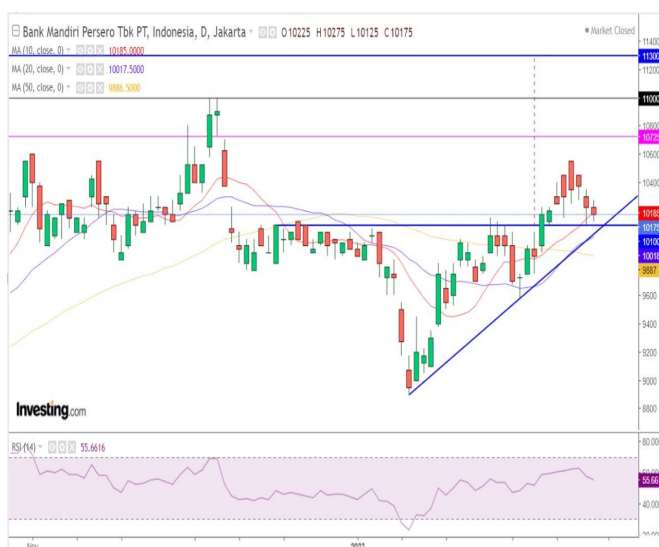 Bank Mandiri Persero Tbk PT, Indonesia, D, Jakarta O10225 H10275 L10125 C10175
Market Closed
MA (10, close, 0) 10185.0000
MA (20, close, 0) 10017.5000
MA (50, close, 0) 9886.5000
11400
11300
11200
11000
10800
10725
10600
10400
10185
10175
10100
10018
9887
9600
9400
9200
9000
8800
Investing.com
RSI (14) 55.6616
80.00
60.00
55.66
40.00
20.00
Nov